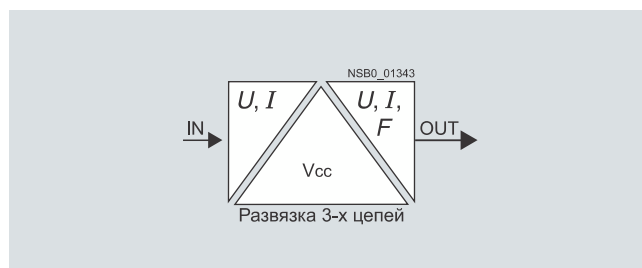 NSB0_01343
U, I
U, I,
F
IN
OUT
Vcc
Развязка 3-х цепей